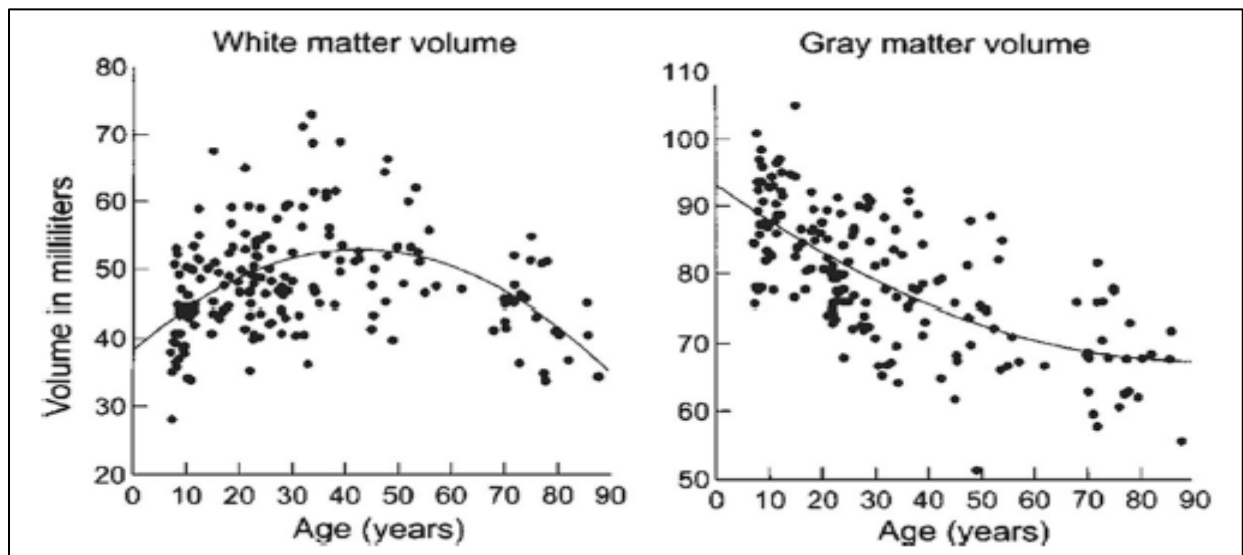 White matter volume
80
70
60
50
40
30
20
Volume in milliliters
0 10 20 30 40 50 60 70 80 90
Age (years)
Gray matter volume
110
100
90
80
70
60
50
0 10 20 30 40 50 60 70 80 90
Age (years)